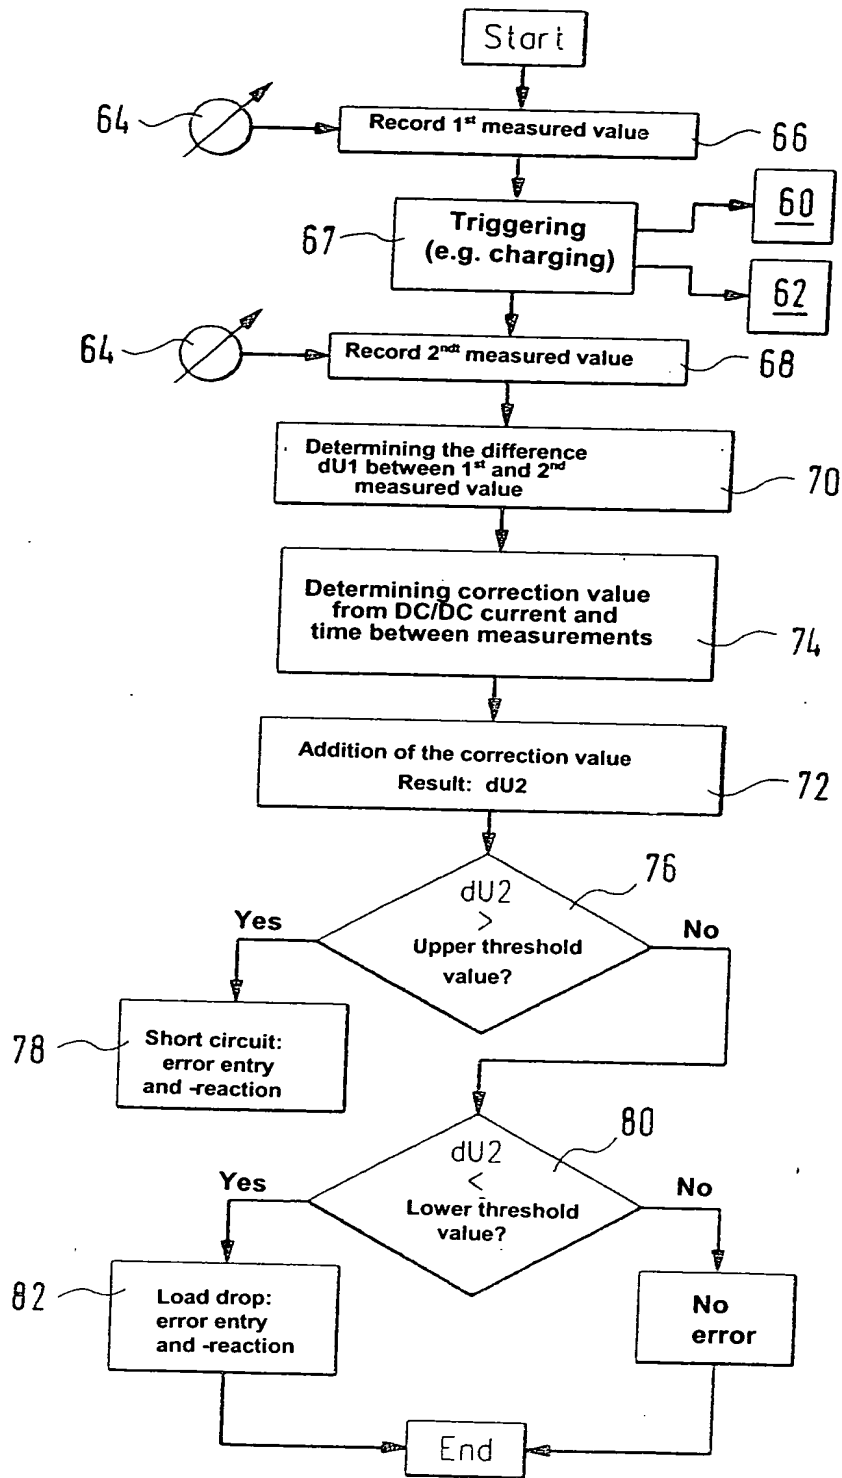 Start
64
Record 1st measured value
66
67
Triggering
(e.g. charging)
60
62
64
Record 2ndt measured value
68
Determining the difference
dU1 between 1st and 2nd
measured value
70
Determining correction value
from DC/DC current and
time between measurements
74
Addition of the correction value
Result: dU2
72
76
dU2
>
Upper threshold
value?
Yes
No
78
Short circuit:
error entry
and -reaction
80
dU2
<
Lower threshold
value?
Yes
No
82
Load drop:
error entry
and -reaction
No
error
End